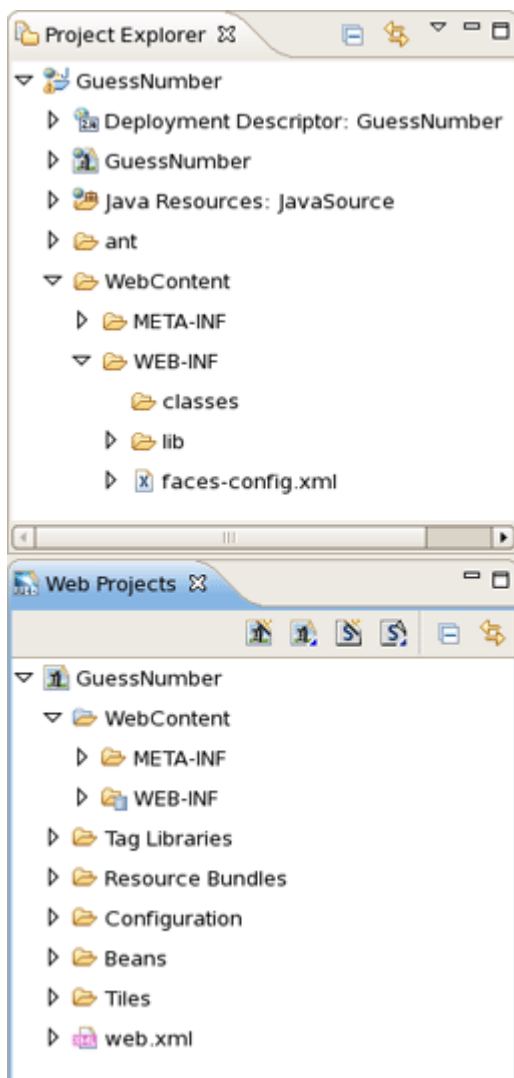 Project Explorer
GuessNumber
Deployment Descriptor: GuessNumber
GuessNumber
Java Resources: JavaSource
ant
WebContent
META-INF
WEB-INF
classes
lib
faces-config.xml
Web Projects
GuessNumber
WebContent
META-INF
WEB-INF
Tag Libraries
Resource Bundles
Configuration
Beans
Tiles
web.xml